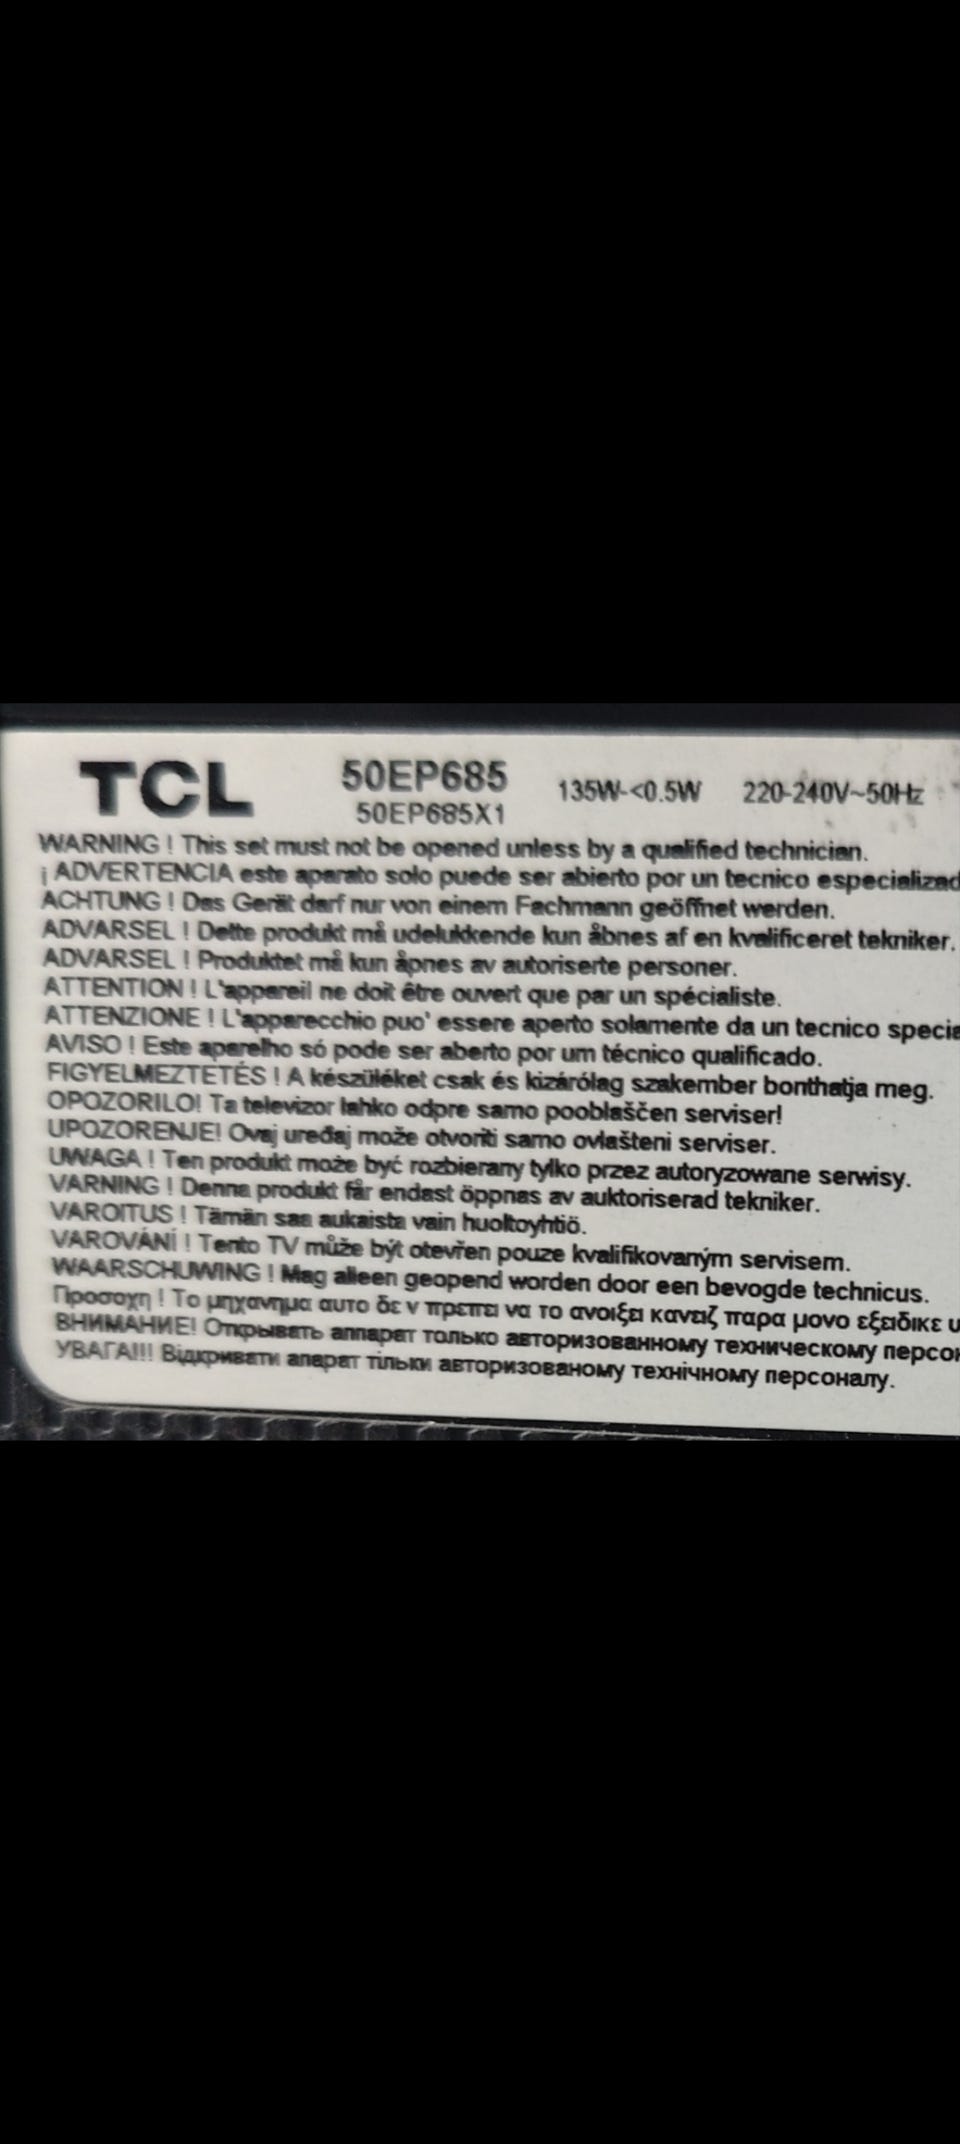 TCL 50EP685 135W-<0.5W 220-240V~50Hz
50EP685X1
WARNING ! This set must not be opened unless by a qualified technician.
¡ ADVERTENCIA este aparato solo puede ser abierto por un tecnico especializad
ACHTUNG ! Das Gerät darf nur von einem Fachmann geöffnet werden.
ADVARSEL ! Dette produkt må udelukkende kun åbnes af en kvalificeret tekniker.
ADVARSEL ! Produktet må kun åpnes av autoriserte personer.
ATTENTION ! L'appareil ne doit être ouvert que par un spécialiste.
ATTENZIONE ! L'apparecchio puo' essere aperto solamente da un tecnico specia
AVISO ! Este aparelho só pode ser aberto por um técnico qualificado.
FIGYELMEZTETÉS ! A készüléket csak és kizárólag szakember bonthatja meg.
OPOZORILO! Ta televizor lahko odpre samo pooblaščen serviser!
UPOZORENJE! Ovaj uređaj može otvoriti samo ovlašteni serviser.
UWAGA ! Ten produkt może być rozbierany tylko przez autoryzowane serwisy.
VARNING ! Denna produkt får endast öppnas av auktoriserad tekniker.
VAROITUS ! Tämän saa aukaista vain huoltoyhtiö.
VAROVÁNÍ ! Tento TV může být otevřen pouze kvalifikovaným servisem.
WAARSCHUWING ! Mag alleen geopend worden door een bevogde technicus.
Προσοχη ! Το μηχανημα αυτο δε ν πρεπει να το ανοιξει κανειζ παρα μονο εξειδικε υ
ВНИМАНИЕ! Открывать аппарат только авторизованному техническому персон
УВАГА!!! Відкривати апарат тільки авторизованому технічному персоналу.